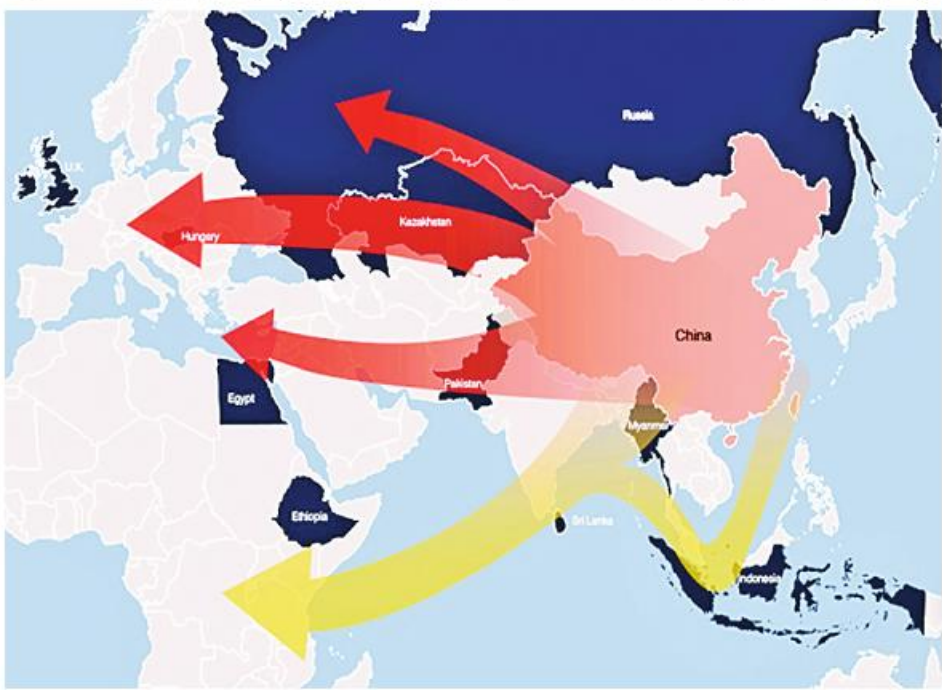 Russia
U.K.
Kazakhstan
Hungary
China
Pakistan
Egypt
Myanmar
Ethiopia
Sri Lanka
Indonesia